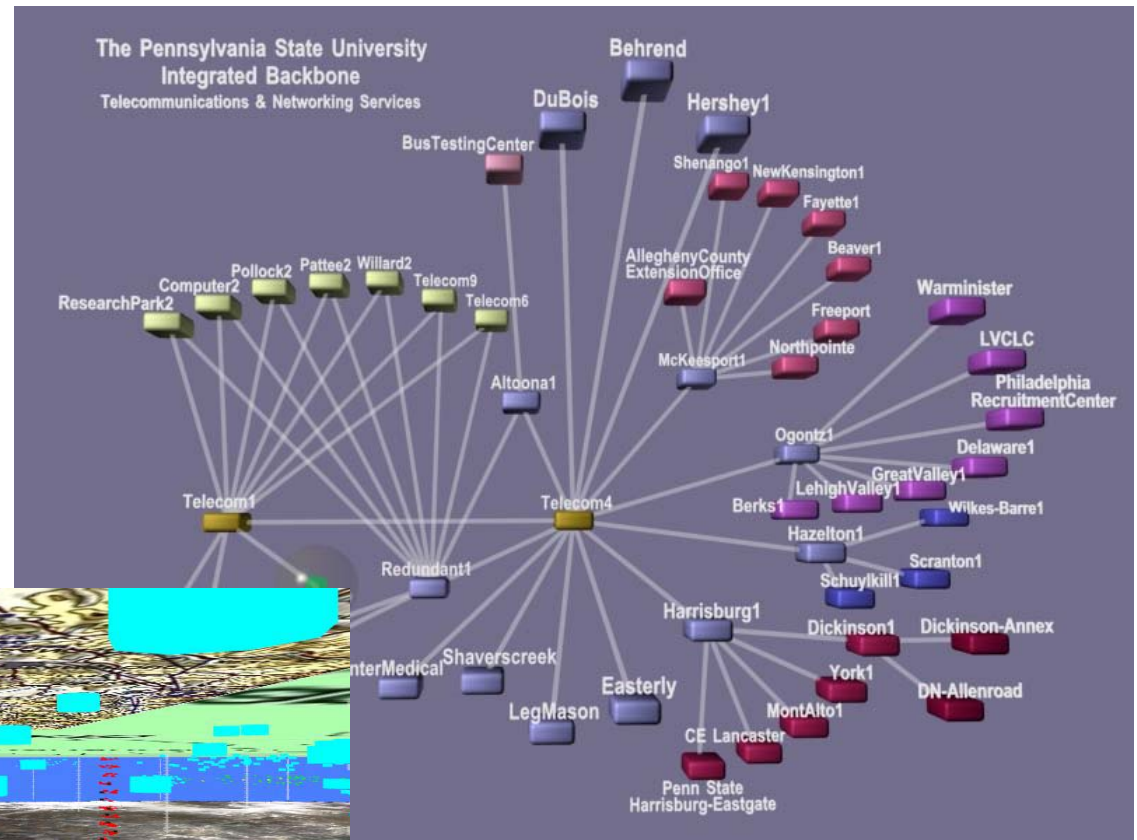 The Pennsylvania State University
Integrated Backbone
Telecommunications & Networking Services
Behrend
DuBois
Hershey1
BusTestingCenter
Shenango1
NewKensington1
Fayette1
AlleghenyCounty
ExtensionOffice
Beaver1
Pollock2
Pattee2
Willard2
Computer2
Telecom9
ResearchPark2
Telecom6
Warminister
Freeport
Northpointe
LVCLC
McKeesport1
Altoona1
Philadelphia
RecruitmentCenter
Ogontz1
Delaware1
GreatValley1
LehighValley1
Berks1
Wilkes-Barre1
Telecom1
Telecom4
Hazelton1
Redundant1
Scranton1
Schuylkill1
Harrisburg1
Dickinson1
Dickinson-Annex
nterMedical
Shaverscreek
York1
Easterly
DN-Allenroad
LegMason
MontAlto1
CE Lancaster
Penn State
Harrisburg-Eastgate